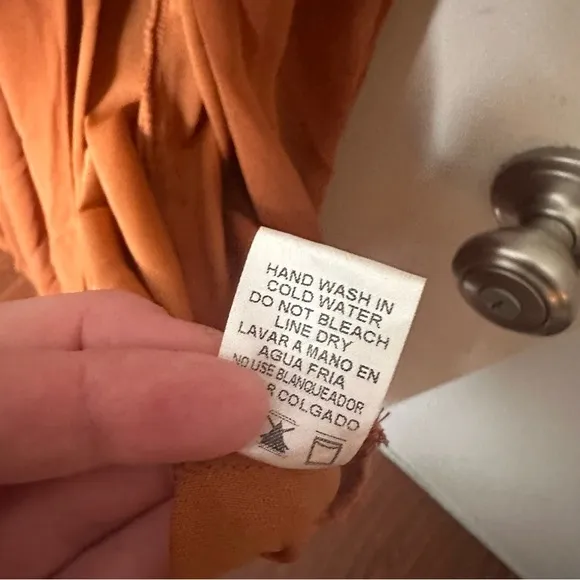 HAND WASH IN
COLD WATER
DO NOT BLEACH
LINE DRY
LAVAR A MANO EN
AGUA FRIA
NO USE BLANQUEADOR
R COLGADO